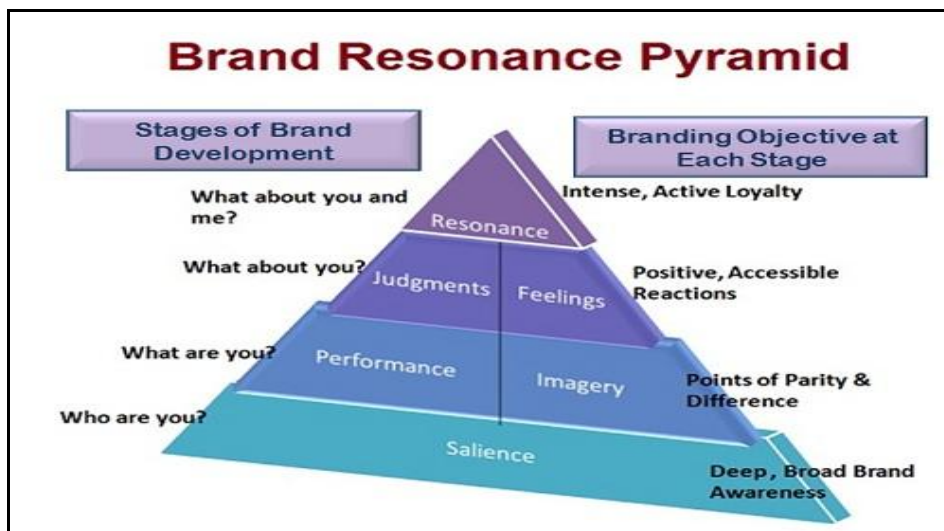 Brand Resonance Pyramid
Stages of Brand
Development
Branding Objective at
Each Stage
What about you and
me?
Resonance
Intense, Active Loyalty
What about you?
Judgments
Feelings
Positive, Accessible
Reactions
What are you?
Performance
Imagery
Points of Parity &
Difference
Who are you?
Salience
Deep, Broad Brand
Awareness